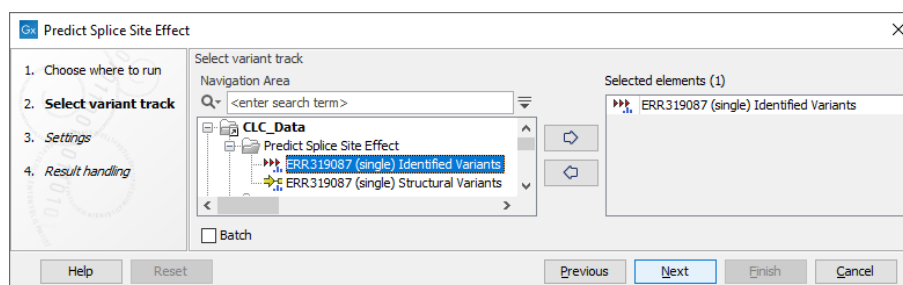 Gx Predict Splice Site Effect
1. Choose where to run
2. Select variant track
3. Settings
4. Result handling
Select variant track
Navigation Area
<enter search term>
CLC_Data
Predict Splice Site Effect
ERR319087 (single) Identified Variants
ERR319087 (single) Structural Variants
Batch
Selected elements (1)
ERR319087 (single) Identified Variants
Help
Reset
Previous
Next
Finish
Cancel